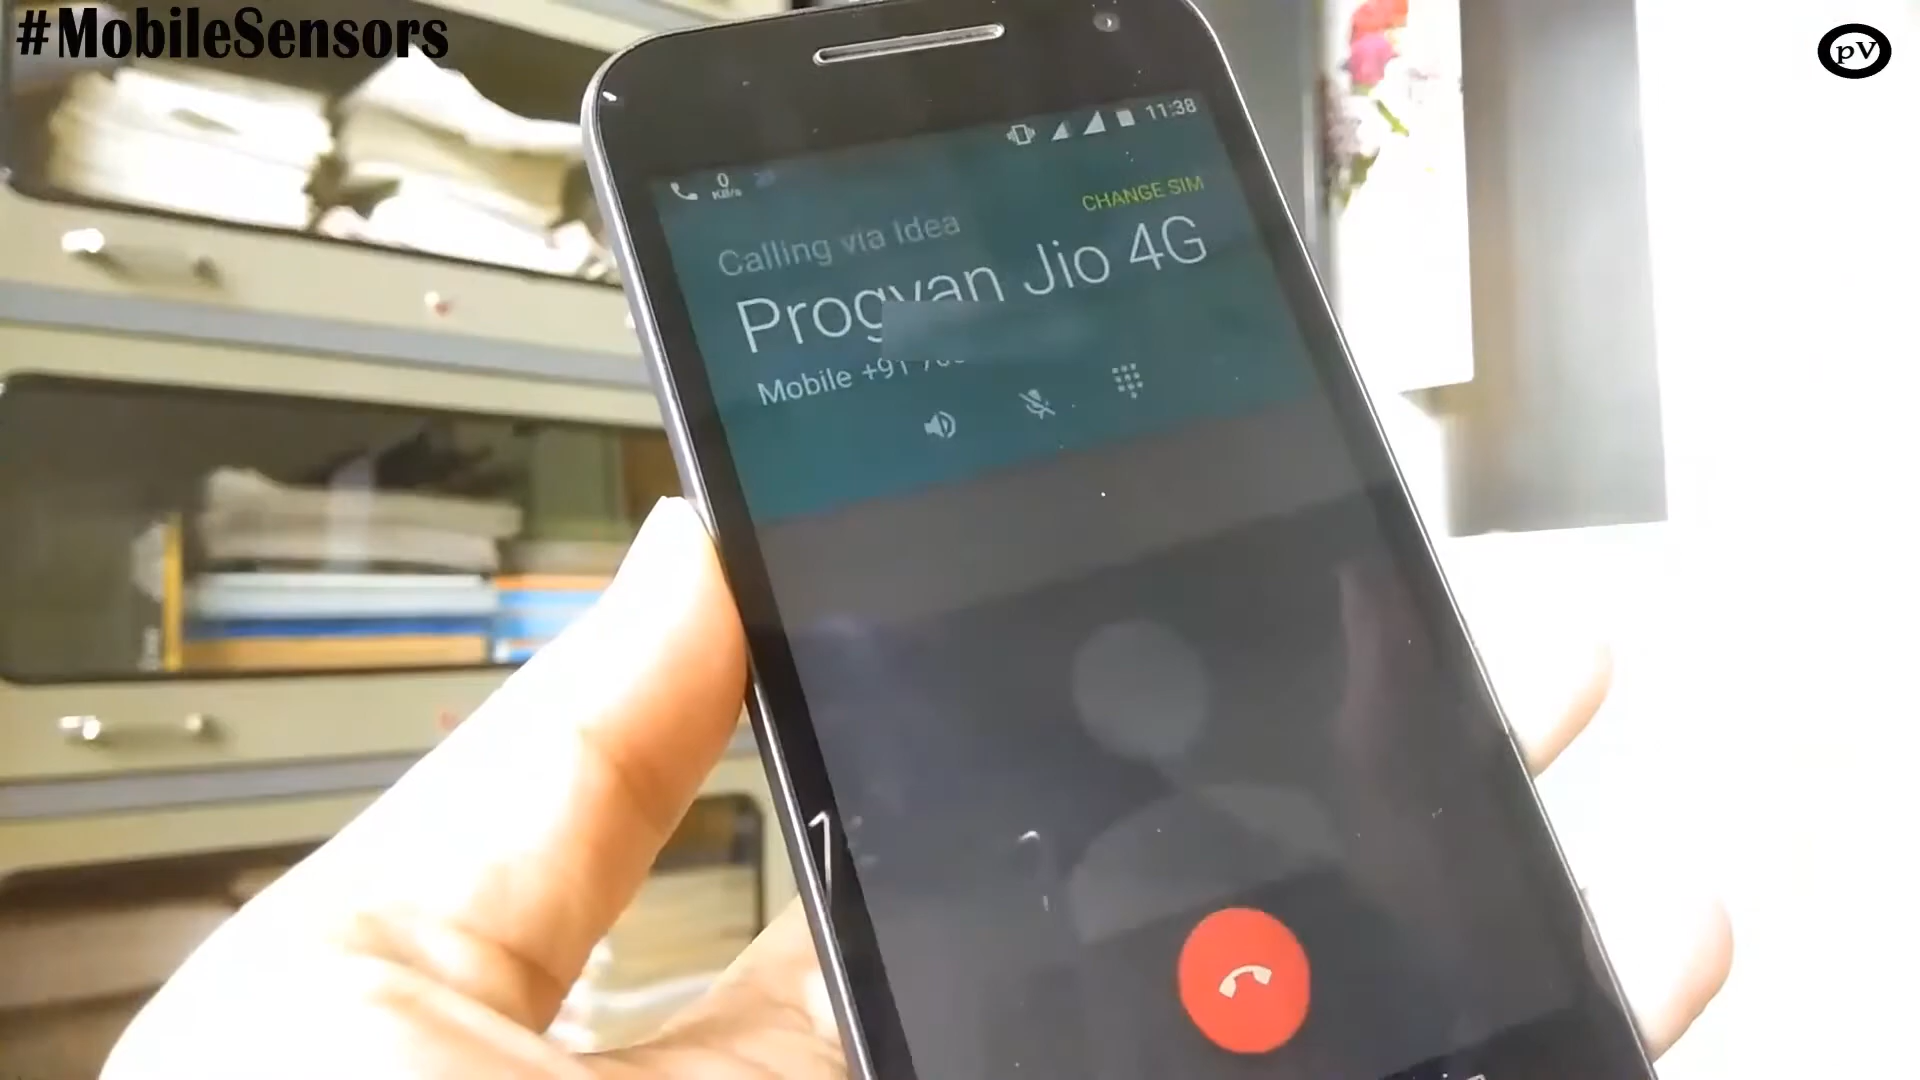 #MobileSensors
pV
11:38
0
KB/s
CHANGE SIM
Calling via Idea
Progyan Jio 4G
Mobile +91